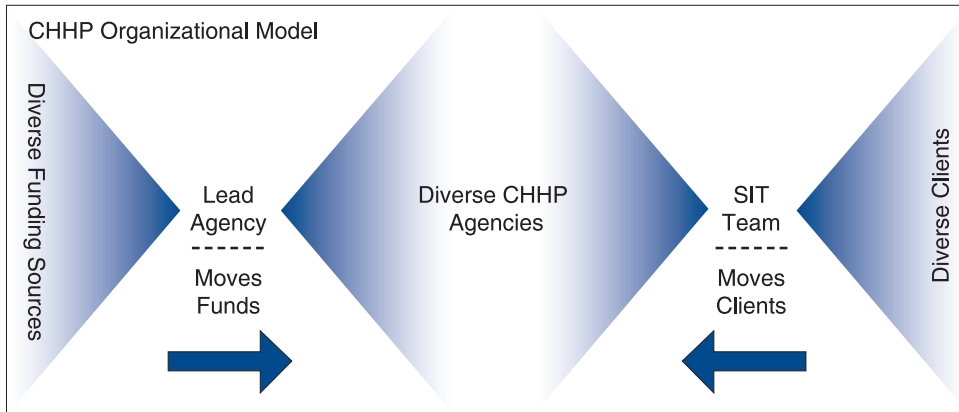 CHHP Organizational Model
Diverse Funding Sources
Lead
Agency
Moves
Funds
Diverse CHHP
Agencies
SIT
Team
Moves
Clients
Diverse Clients